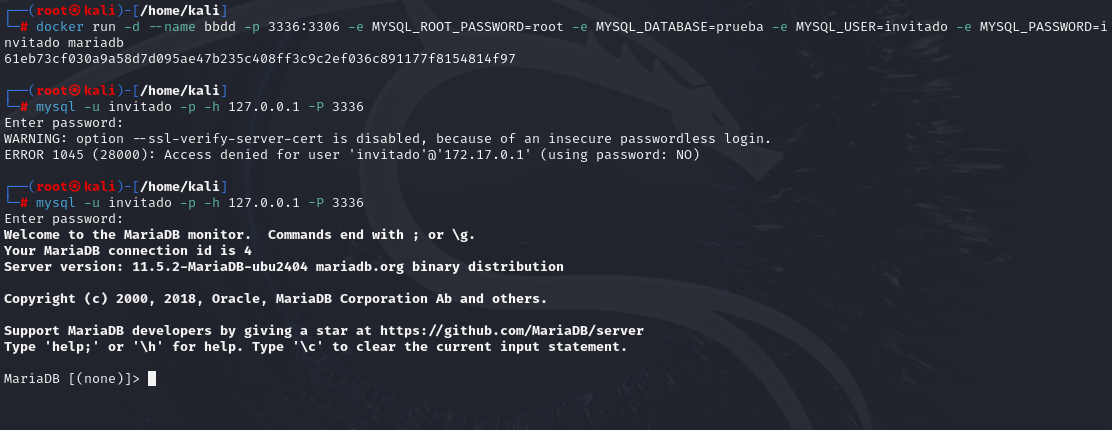 ┌──(root㉿kali)-[/home/kali]
└─# docker run -d --name bbdd -p 3336:3306 -e MYSQL_ROOT_PASSWORD=root -e MYSQL_DATABASE=prueba -e MYSQL_USER=invitado -e MYSQL_PASSWORD=i
nvitado mariadb
61eb73cf030a9a58d7d095ae47b235c408ff3c9c2ef036c891177f8154814f97
┌──(root㉿kali)-[/home/kali]
└─# mysql -u invitado -p -h 127.0.0.1 -P 3336
Enter password:
WARNING: option --ssl-verify-server-cert is disabled, because of an insecure passwordless login.
ERROR 1045 (28000): Access denied for user 'invitado'@'172.17.0.1' (using password: NO)
┌──(root㉿kali)-[/home/kali]
└─# mysql -u invitado -p -h 127.0.0.1 -P 3336
Enter password:
Welcome to the MariaDB monitor.  Commands end with ; or \g.
Your MariaDB connection id is 4
Server version: 11.5.2-MariaDB-ubu2404 mariadb.org binary distribution
Copyright (c) 2000, 2018, Oracle, MariaDB Corporation Ab and others.
Support MariaDB developers by giving a star at https://github.com/MariaDB/server
Type 'help;' or '\h' for help. Type '\c' to clear the current input statement.
MariaDB [(none)]>